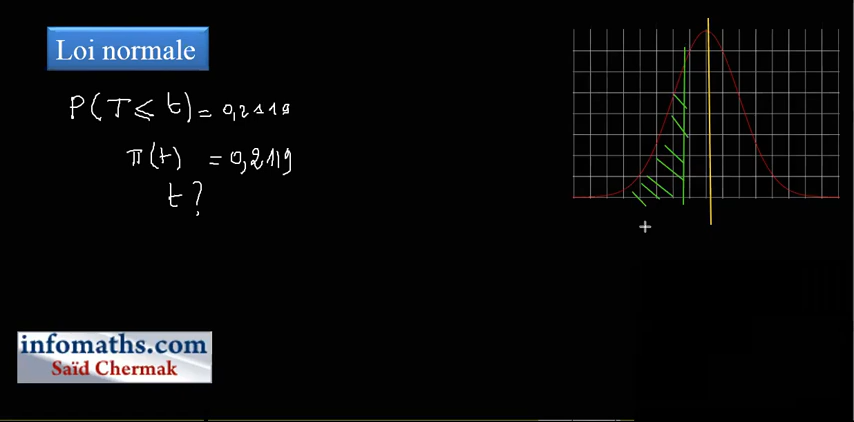 Loi normale
P(T ⩽ t) = 0,2119
π(t) = 0,2119
t ?
infomaths.com
Saïd Chermak